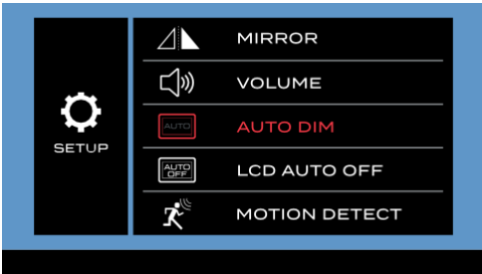 MIRROR
VOLUME
SETUP
AUTO
AUTO DIM
AUTO
OFF
LCD AUTO OFF
MOTION DETECT